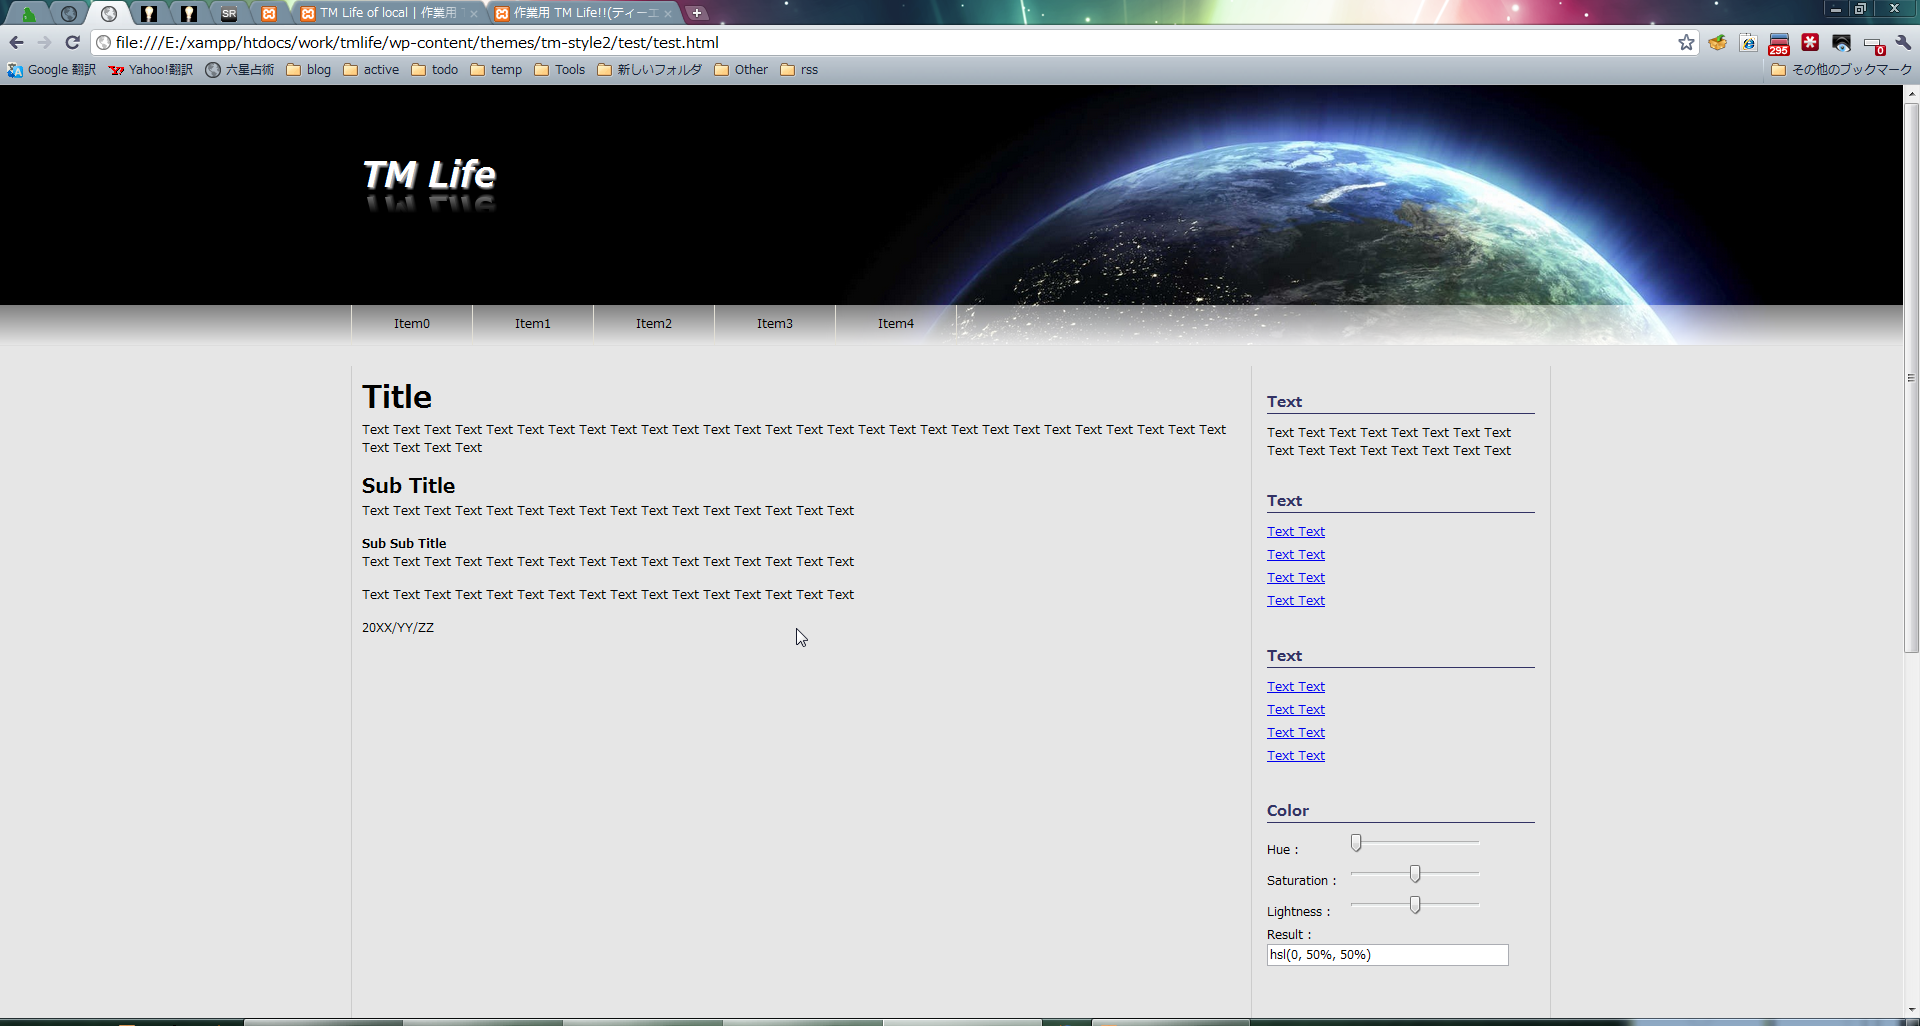 SR
TM Life of local | 作業用
作業用 TM Life!!(ティーエ
file:///E:/xampp/htdocs/work/tmlife/wp-content/themes/tm-style2/test/test.html
295
0
Google 翻訳 Yahoo!翻訳 六星占術 blog active todo temp Tools 新しいフォルダ Other rss その他のブックマーク
TM Life
Item0 Item1 Item2 Item3 Item4
Title
Text Text Text Text Text Text Text Text Text Text Text Text Text Text Text Text Text Text Text Text Text Text Text Text Text Text Text Text
Text Text Text Text
Sub Title
Text Text Text Text Text Text Text Text Text Text Text Text Text Text Text Text
Sub Sub Title
Text Text Text Text Text Text Text Text Text Text Text Text Text Text Text Text
Text Text Text Text Text Text Text Text Text Text Text Text Text Text Text Text
20XX/YY/ZZ
Text
Text Text Text Text Text Text Text Text
Text Text Text Text Text Text Text Text
Text
Text Text
Text Text
Text Text
Text Text
Text
Text Text
Text Text
Text Text
Text Text
Color
Hue :
Saturation :
Lightness :
Result :
hsl(0, 50%, 50%)